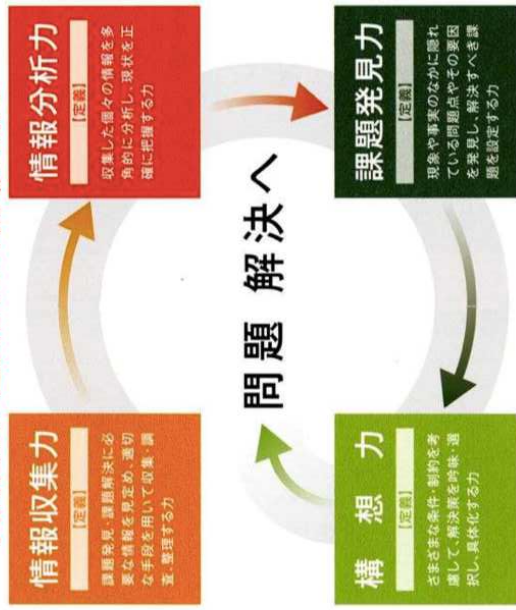 情報収集力
【定義】
課題発見・課題解決に必
要な情報を見定め、適切
な手段を用いて収集・調
査、整理する力
情報分析力
【定義】
収集した個々の情報を多
角的に分析し、現状を正
確に把握する力
問題 解決へ
構想力
【定義】
さまざまな条件・制約を考
慮して、解決策を吟味・選
択し、具体化する力
課題発見力
【定義】
現象や事実のなかに隠れ
ている問題点やその要因
を発見し、解決すべき課
題を設定する力